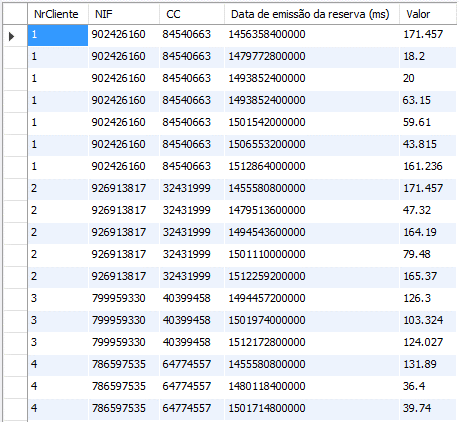 NrCliente NIF CC Data de emissão da reserva (ms) Valor
1 902426160 84540663 1456358400000 171.457
1 902426160 84540663 1479772800000 18.2
1 902426160 84540663 1493852400000 20
1 902426160 84540663 1493852400000 63.15
1 902426160 84540663 1501542000000 59.61
1 902426160 84540663 1506553200000 43.815
1 902426160 84540663 1512864000000 161.236
2 926913817 32431999 1455580800000 171.457
2 926913817 32431999 1479513600000 47.32
2 926913817 32431999 1494543600000 164.19
2 926913817 32431999 1501110000000 79.48
2 926913817 32431999 1512259200000 165.37
3 799959330 40399458 1494457200000 126.3
3 799959330 40399458 1501974000000 103.324
3 799959330 40399458 1512172800000 124.027
4 786597535 64774557 1455580800000 131.89
4 786597535 64774557 1480118400000 36.4
4 786597535 64774557 1501714800000 39.74